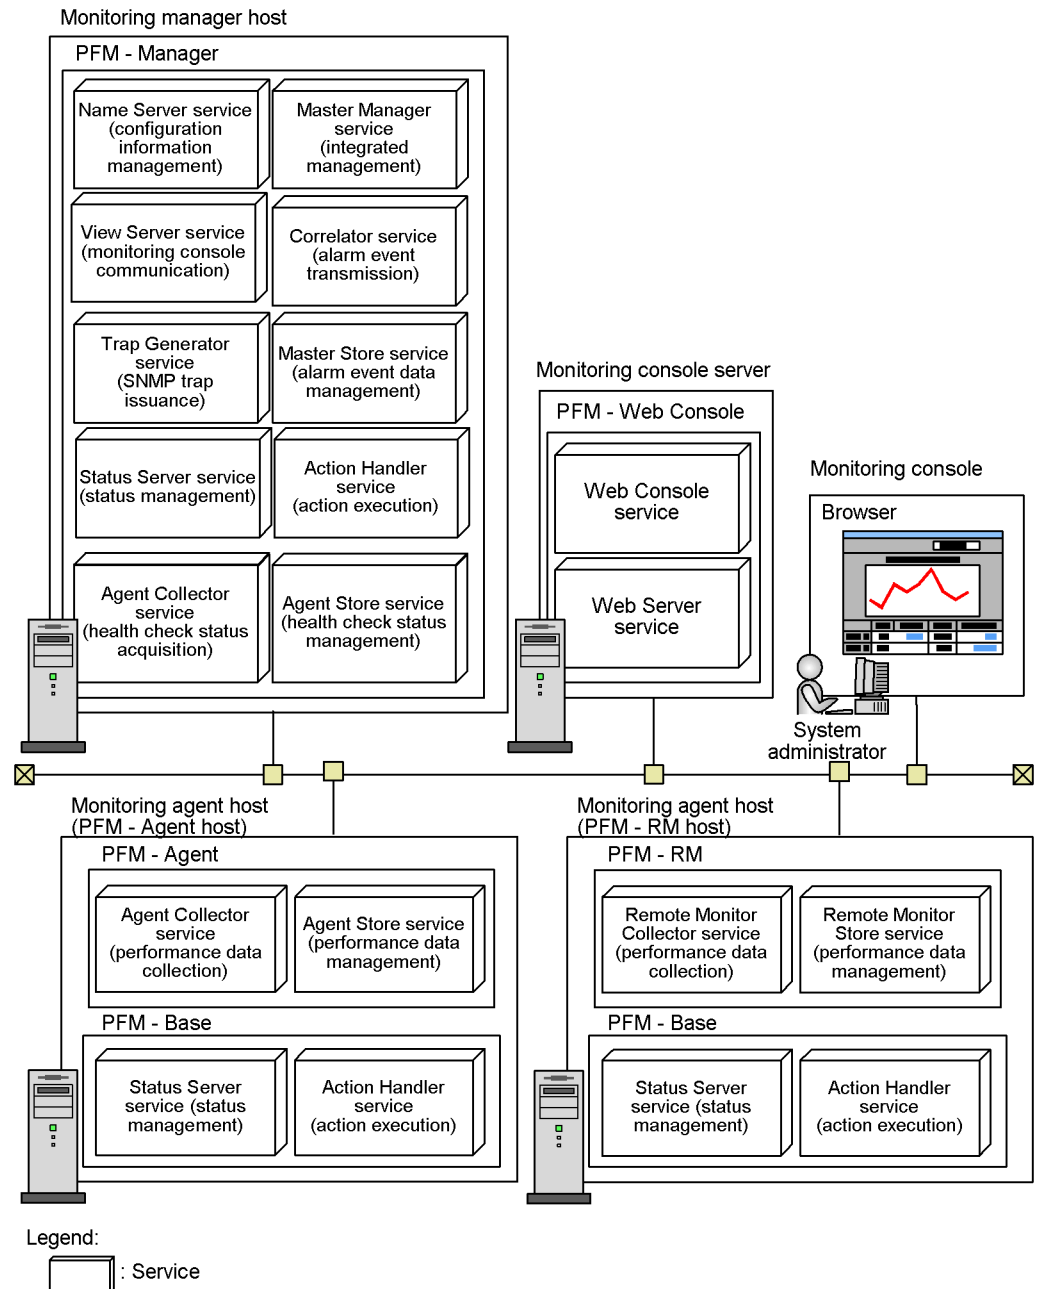 Monitoring manager host
PFM - Manager
Name Server service
(configuration
information
management)
Master Manager
service
(integrated
management)
View Server service
(monitoring console
communication)
Correlator service
(alarm event
transmission)
Trap Generator
service
(SNMP trap
issuance)
Master Store service
(alarm event data
management)
Status Server service
(status management)
Action Handler
service
(action execution)
Agent Collector
service
(health check status
acquisition)
Agent Store service
(health check status
management)
Monitoring console server
PFM - Web Console
Web Console
service
Web Server
service
Monitoring console
Browser
System
administrator
Monitoring agent host
(PFM - Agent host)
PFM - Agent
Agent Collector
service
(performance data
collection)
Agent Store service
(performance data
management)
PFM - Base
Status Server
service (status
management)
Action Handler
service
(action execution)
Monitoring agent host
(PFM - RM host)
PFM - RM
Remote Monitor
Collector service
(performance data
collection)
Remote Monitor
Store service
(performance data
management)
PFM - Base
Status Server
service (status
management)
Action Handler
service
(action execution)
Legend:
: Service